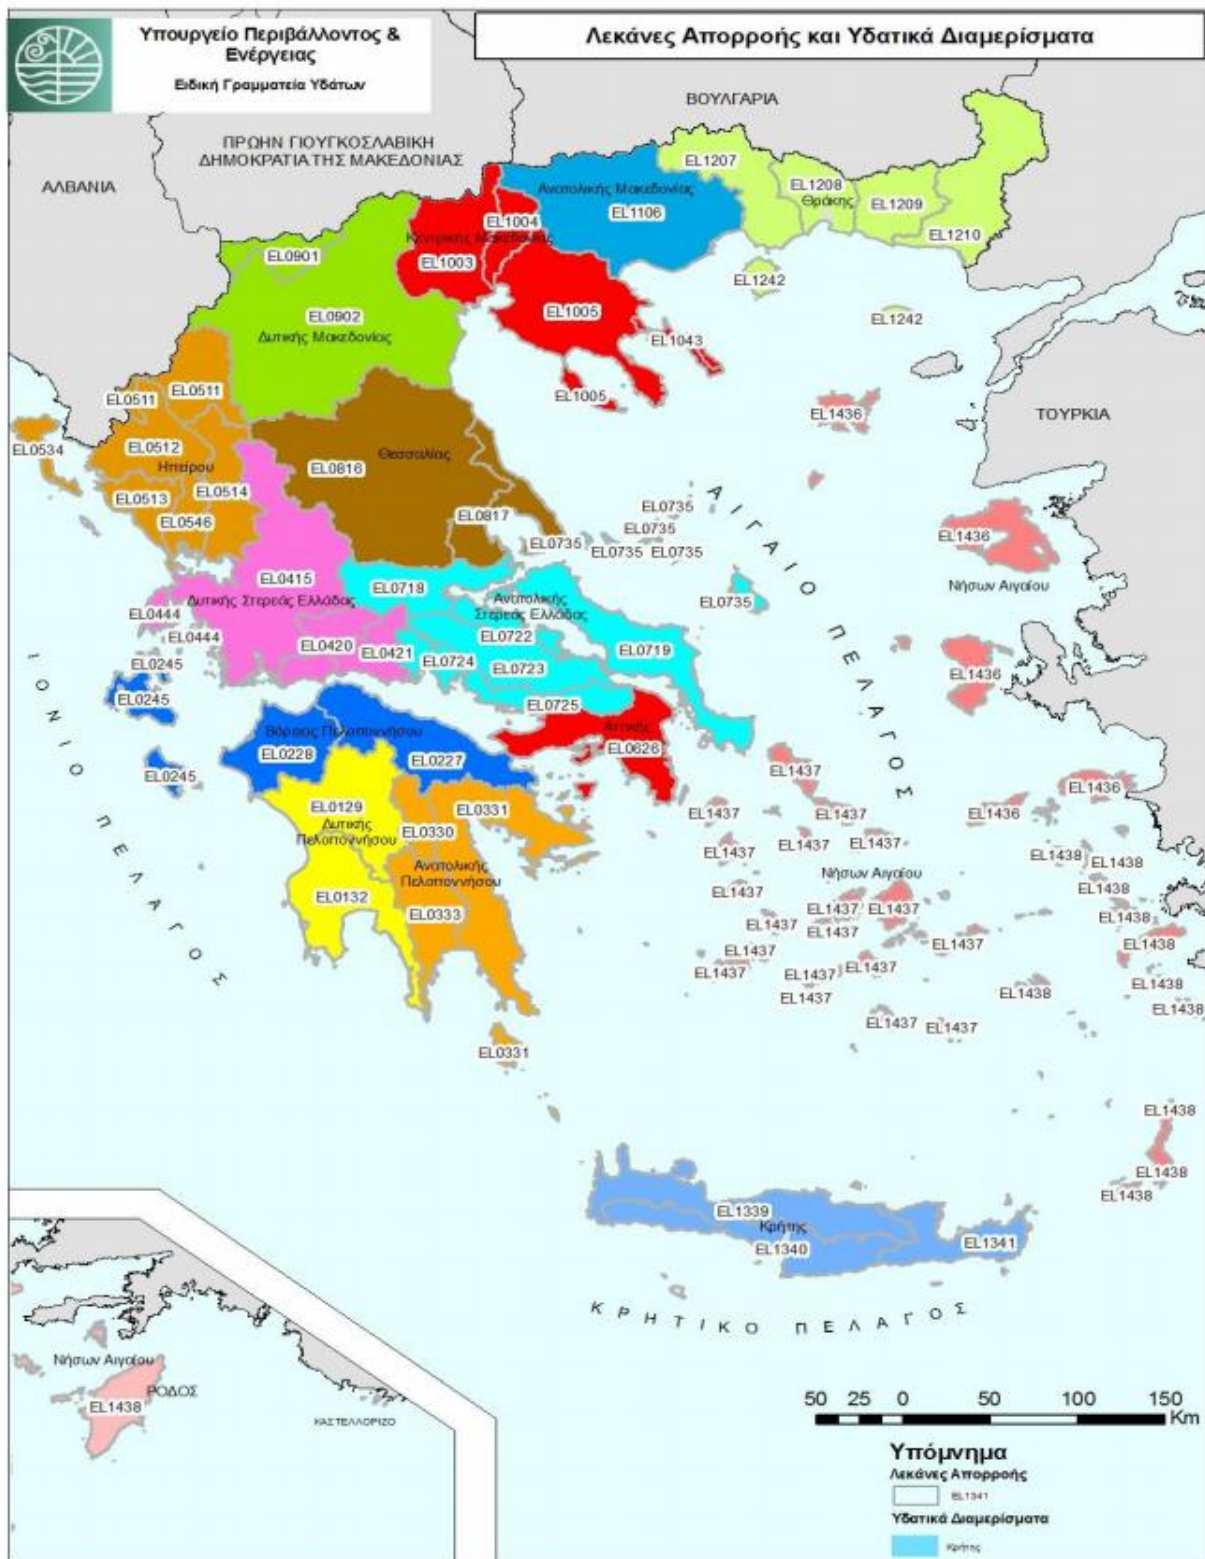 Υπουργείο Περιβάλλοντος &
Ενέργειας
Ειδική Γραμματεία Υδάτων
Λεκάνες Απορροής και Υδατικά Διαμερίσματα
ΒΟΥΛΓΑΡΙΑ
ΠΡΩΗΝ ΓΙΟΥΓΚΟΣΛΑΒΙΚΗ
ΔΗΜΟΚΡΑΤΙΑ ΤΗΣ ΜΑΚΕΔΟΝΙΑΣ
ΑΛΒΑΝΙΑ
EL1207
Ανατολικής Μακεδονίας
EL1106
EL1208
Θράκης
EL1209
EL1210
EL1004
Κεντρικής Μακεδονίας
EL1003
EL0901
EL1242
EL0902
Δυτικής Μακεδονίας
EL1005
EL1242
EL1043
EL0511
EL0511
EL1005
EL1436
ΤΟΥΡΚΙΑ
EL0534
EL0512
Ηπείρου
EL0816
Θεσσαλίας
EL0513
EL0514
EL0546
EL0817
EL0735
EL0735
EL0735
EL0735
EL0735
ΑΙΓΑΙΟ ΠΕΛΑΓΟΣ
EL1436
EL0415
Δυτικής Στερεάς Ελλάδας
EL0718
Ανατολικής
Στερεάς Ελλάδας
EL0735
Νήσων Αιγαίου
EL0444
EL0444
EL0420
EL0421
EL0722
EL0724
EL0723
EL0719
EL0245
EL0245
EL1436
EL0725
ΙΟΝΙΟ ΠΕΛΑΓΟΣ
Βόρειας Πελοποννήσου
EL0228
EL0227
Αττικής
EL0626
EL0245
EL1437
EL1436
EL0129
Δυτικής
Πελοποννήσου
EL0330
EL0331
EL1437
EL1437
EL1436
EL1437
EL1437
EL1437
EL1438
EL1438
Ανατολικής
Πελοποννήσου
Νήσων Αιγαίου
EL0132
EL0333
EL1437
EL1437
EL1437
EL1438
EL1438
EL1437
EL1437
EL1437
EL1438
EL1437
EL1437
EL1437
EL1437
EL1437
EL1438
EL1438
EL1438
EL1437
EL1437
EL0331
EL1438
EL1438
EL1438
EL1339
Κρήτης
EL1340
EL1341
ΚΡΗΤΙΚΟ ΠΕΛΑΓΟΣ
Νήσων Αιγαίου
ΡΟΔΟΣ
EL1438
ΚΑΣΤΕΛΛΟΡΙΖΟ
50 25 0 50 100 150
Km
Υπόμνημα
Λεκάνες Απορροής
EL1341
Υδατικά Διαμερίσματα
Κρήτης